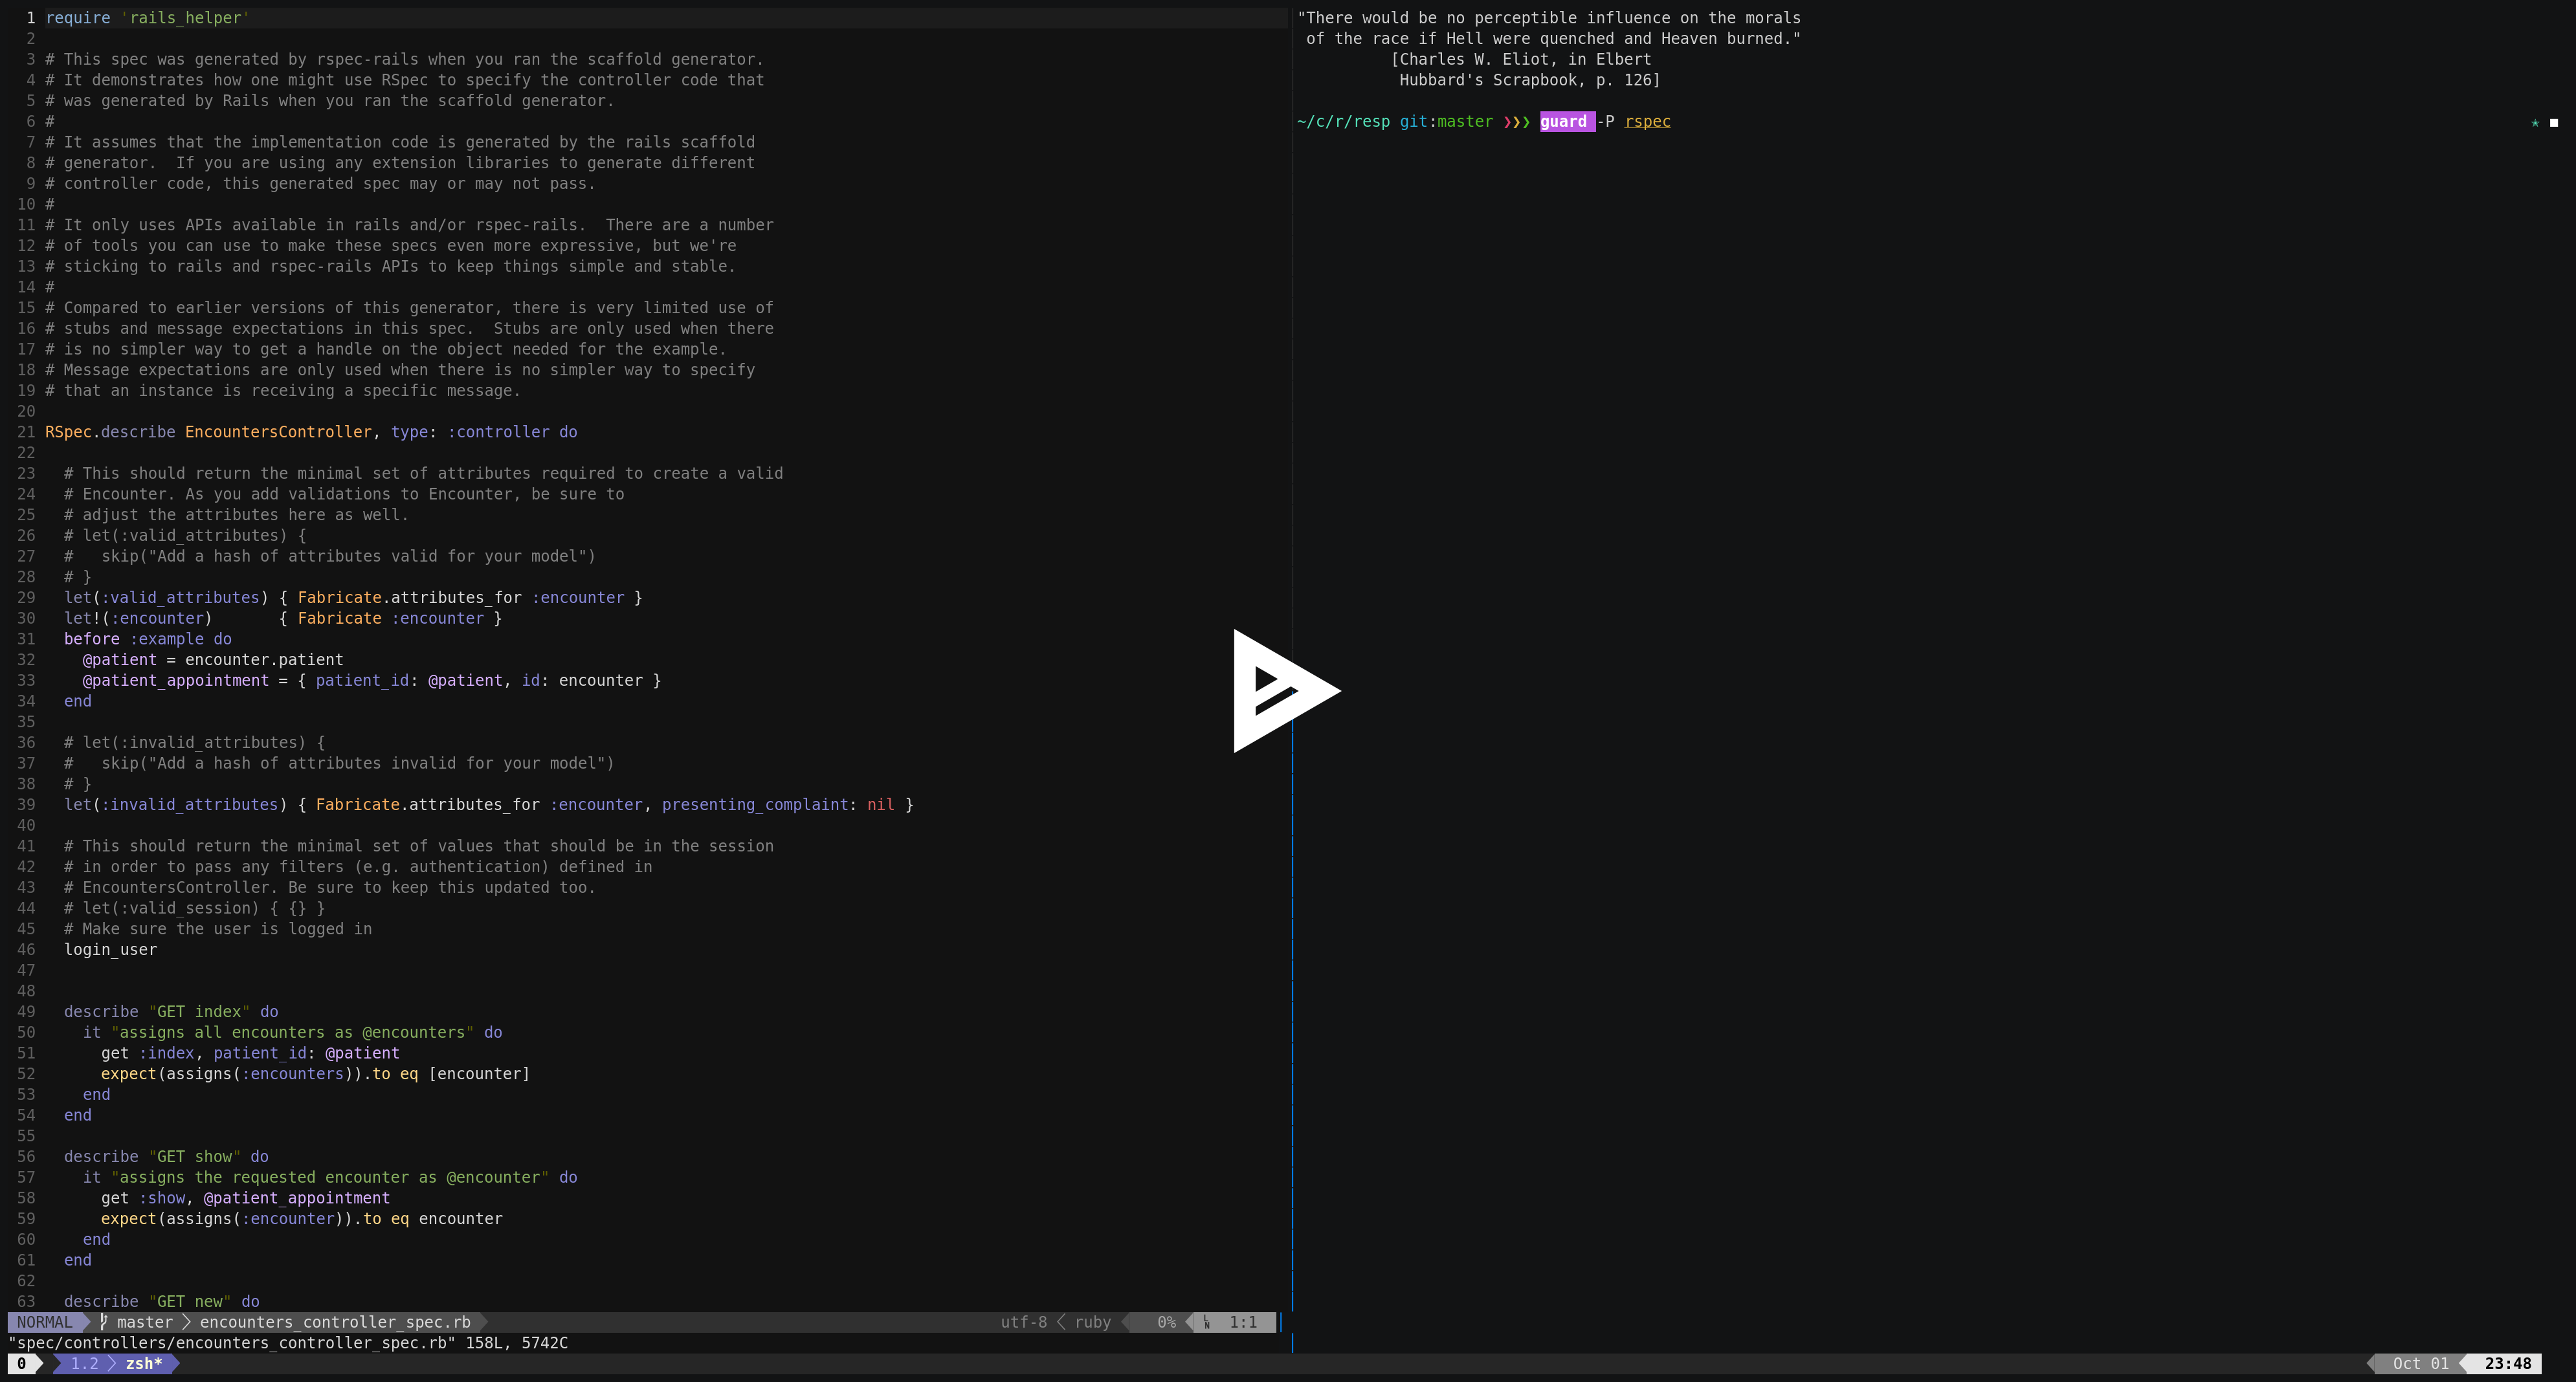 1 require 'rails_helper'
2
3 # This spec was generated by rspec-rails when you ran the scaffold generator.
4 # It demonstrates how one might use RSpec to specify the controller code that
5 # was generated by Rails when you ran the scaffold generator.
6 #
7 # It assumes that the implementation code is generated by the rails scaffold
8 # generator.  If you are using any extension libraries to generate different
9 # controller code, this generated spec may or may not pass.
10 #
11 # It only uses APIs available in rails and/or rspec-rails.  There are a number
12 # of tools you can use to make these specs even more expressive, but we're
13 # sticking to rails and rspec-rails APIs to keep things simple and stable.
14 #
15 # Compared to earlier versions of this generator, there is very limited use of
16 # stubs and message expectations in this spec.  Stubs are only used when there
17 # is no simpler way to get a handle on the object needed for the example.
18 # Message expectations are only used when there is no simpler way to specify
19 # that an instance is receiving a specific message.
20
21 RSpec.describe EncountersController, type: :controller do
22
23   # This should return the minimal set of attributes required to create a valid
24   # Encounter. As you add validations to Encounter, be sure to
25   # adjust the attributes here as well.
26   # let(:valid_attributes) {
27   #   skip("Add a hash of attributes valid for your model")
28   # }
29   let(:valid_attributes) { Fabricate.attributes_for :encounter }
30   let!(:encounter)       { Fabricate :encounter }
31   before :example do
32     @patient = encounter.patient
33     @patient_appointment = { patient_id: @patient, id: encounter }
34   end
35
36   # let(:invalid_attributes) {
37   #   skip("Add a hash of attributes invalid for your model")
38   # }
39   let(:invalid_attributes) { Fabricate.attributes_for :encounter, presenting_complaint: nil }
40
41   # This should return the minimal set of values that should be in the session
42   # in order to pass any filters (e.g. authentication) defined in
43   # EncountersController. Be sure to keep this updated too.
44   # let(:valid_session) { {} }
45   # Make sure the user is logged in
46   login_user
47
48
49   describe "GET index" do
50     it "assigns all encounters as @encounters" do
51       get :index, patient_id: @patient
52       expect(assigns(:encounters)).to eq [encounter]
53     end
54   end
55
56   describe "GET show" do
57     it "assigns the requested encounter as @encounter" do
58       get :show, @patient_appointment
59       expect(assigns(:encounter)).to eq encounter
60     end
61   end
62
63   describe "GET new" do
NORMAL master encounters_controller_spec.rb utf-8 ruby 0% LN 1:1
"spec/controllers/encounters_controller_spec.rb" 158L, 5742C
"There would be no perceptible influence on the morals
of the race if Hell were quenched and Heaven burned."
[Charles W. Eliot, in Elbert
Hubbard's Scrapbook, p. 126]
~/c/r/resp git:master ❯❯❯ guard -P rspec
0 1.2 zsh* Oct 01 23:48